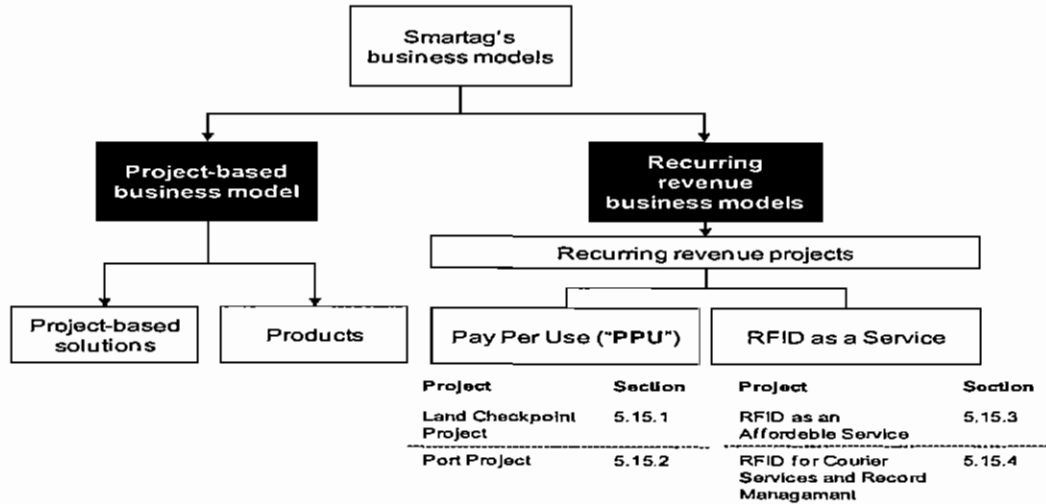 Smartag's
business models
Project-based
business model
Recurring
revenue
business models
Recurring revenue projects
Project-based
solutions
Products
Pay Per Use ("PPU")
RFID as a Service
Project Section
Land Checkpoint 5.15.1
Project
Port Project 5.15.2
Project Section
RFID as an 5.15.3
Affordable Service
RFID for Courier 5.15.4
Services and Record
Managamant